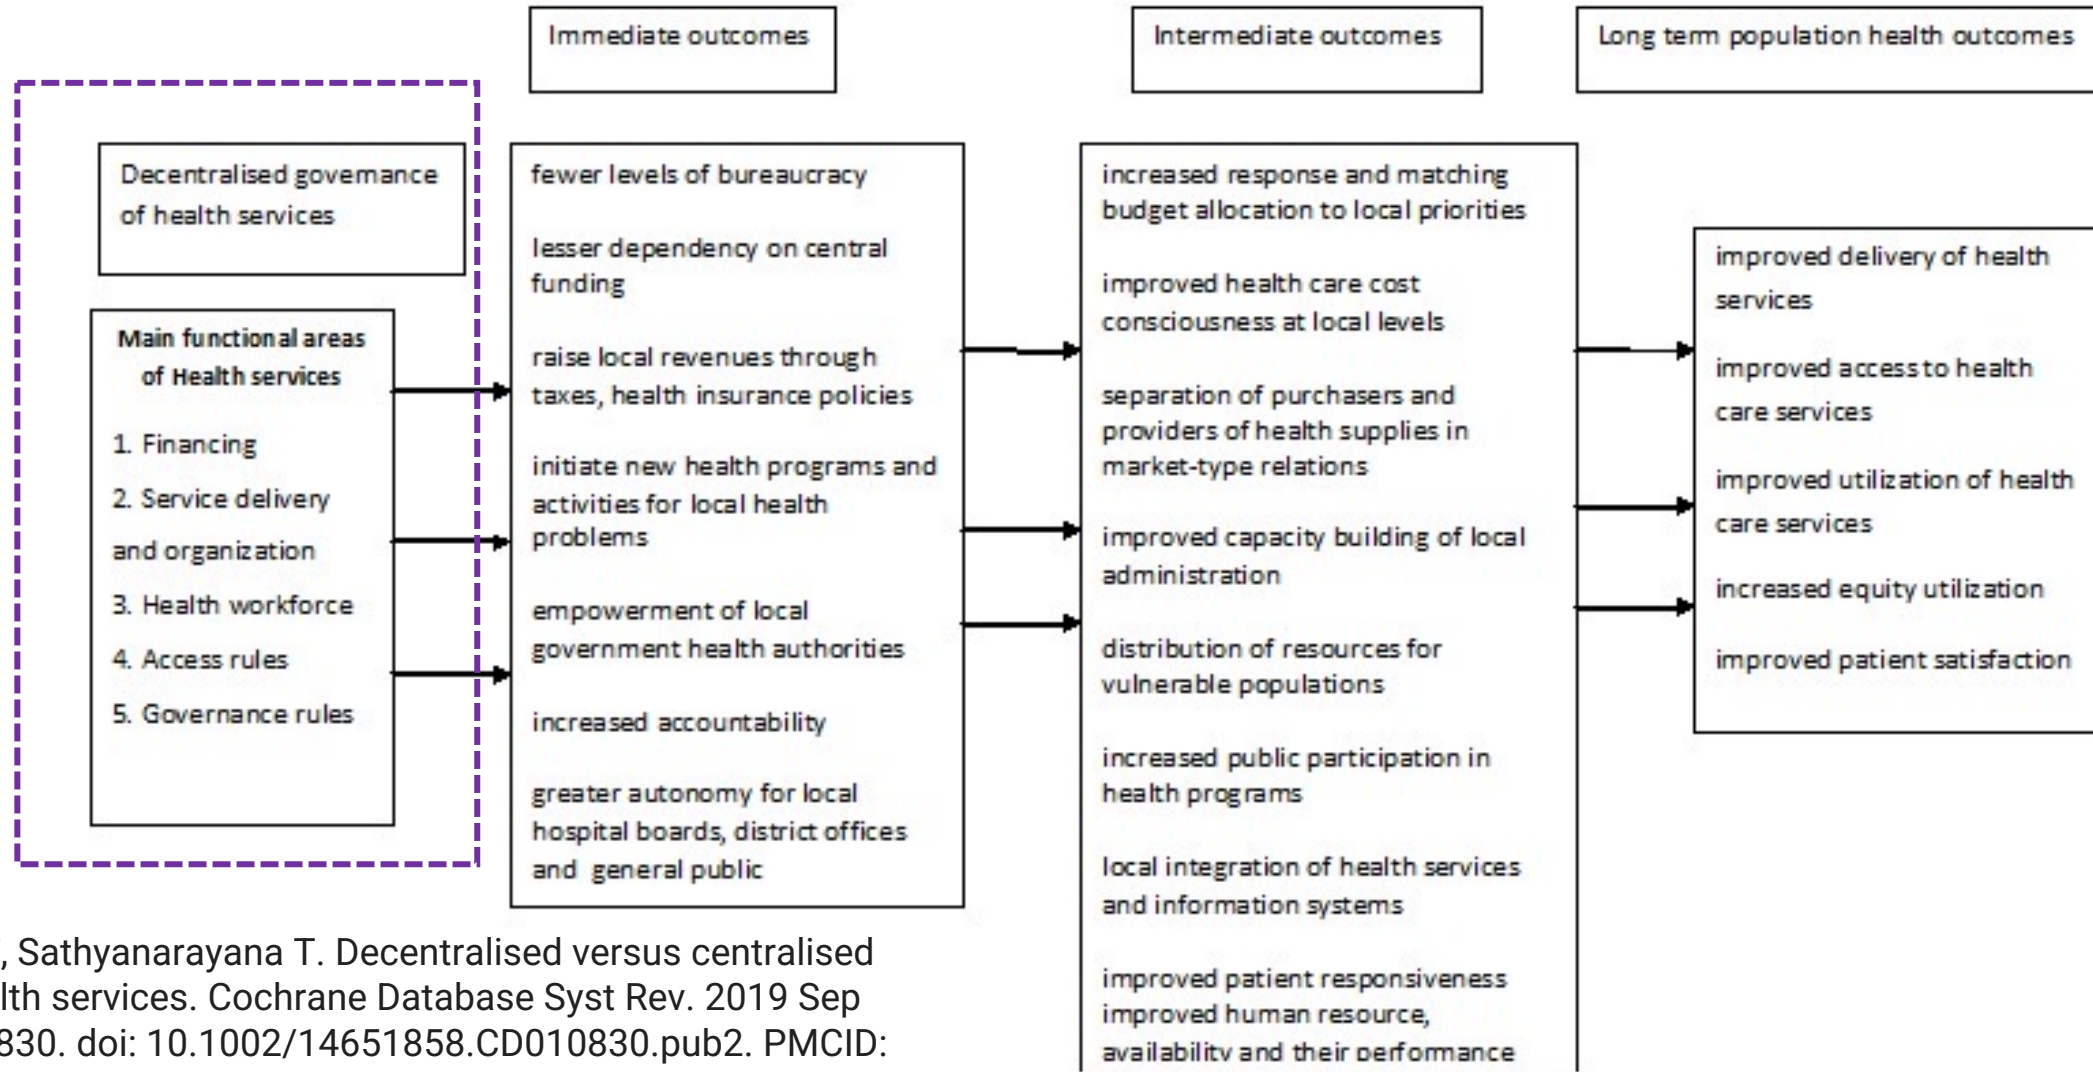 Immediate outcomes
Intermediate outcomes
Long term population health outcomes
Decentralised governance
of health services
Main functional areas
of Health services
1. Financing
2. Service delivery
and organization
3. Health workforce
4. Access rules
5. Governance rules
fewer levels of bureaucracy
lesser dependency on central
funding
raise local revenues through
taxes, health insurance policies
initiate new health programs and
activities for local health
problems
empowerment of local
government health authorities
increased accountability
greater autonomy for local
hospital boards, district offices
and general public
increased response and matching
budget allocation to local priorities
improved health care cost
consciousness at local levels
separation of purchasers and
providers of health supplies in
market-type relations
improved capacity building of local
administration
distribution of resources for
vulnerable populations
increased public participation in
health programs
local integration of health services
and information systems
improved patient responsiveness
improved human resource,
availability and their performance
improved delivery of health
services
improved access to health
care services
improved utilization of health
care services
increased equity utilization
improved patient satisfaction
, Sathyanarayana T. Decentralised versus centralised
lth services. Cochrane Database Syst Rev. 2019 Sep
830. doi: 10.1002/14651858.CD010830.pub2. PMCID: